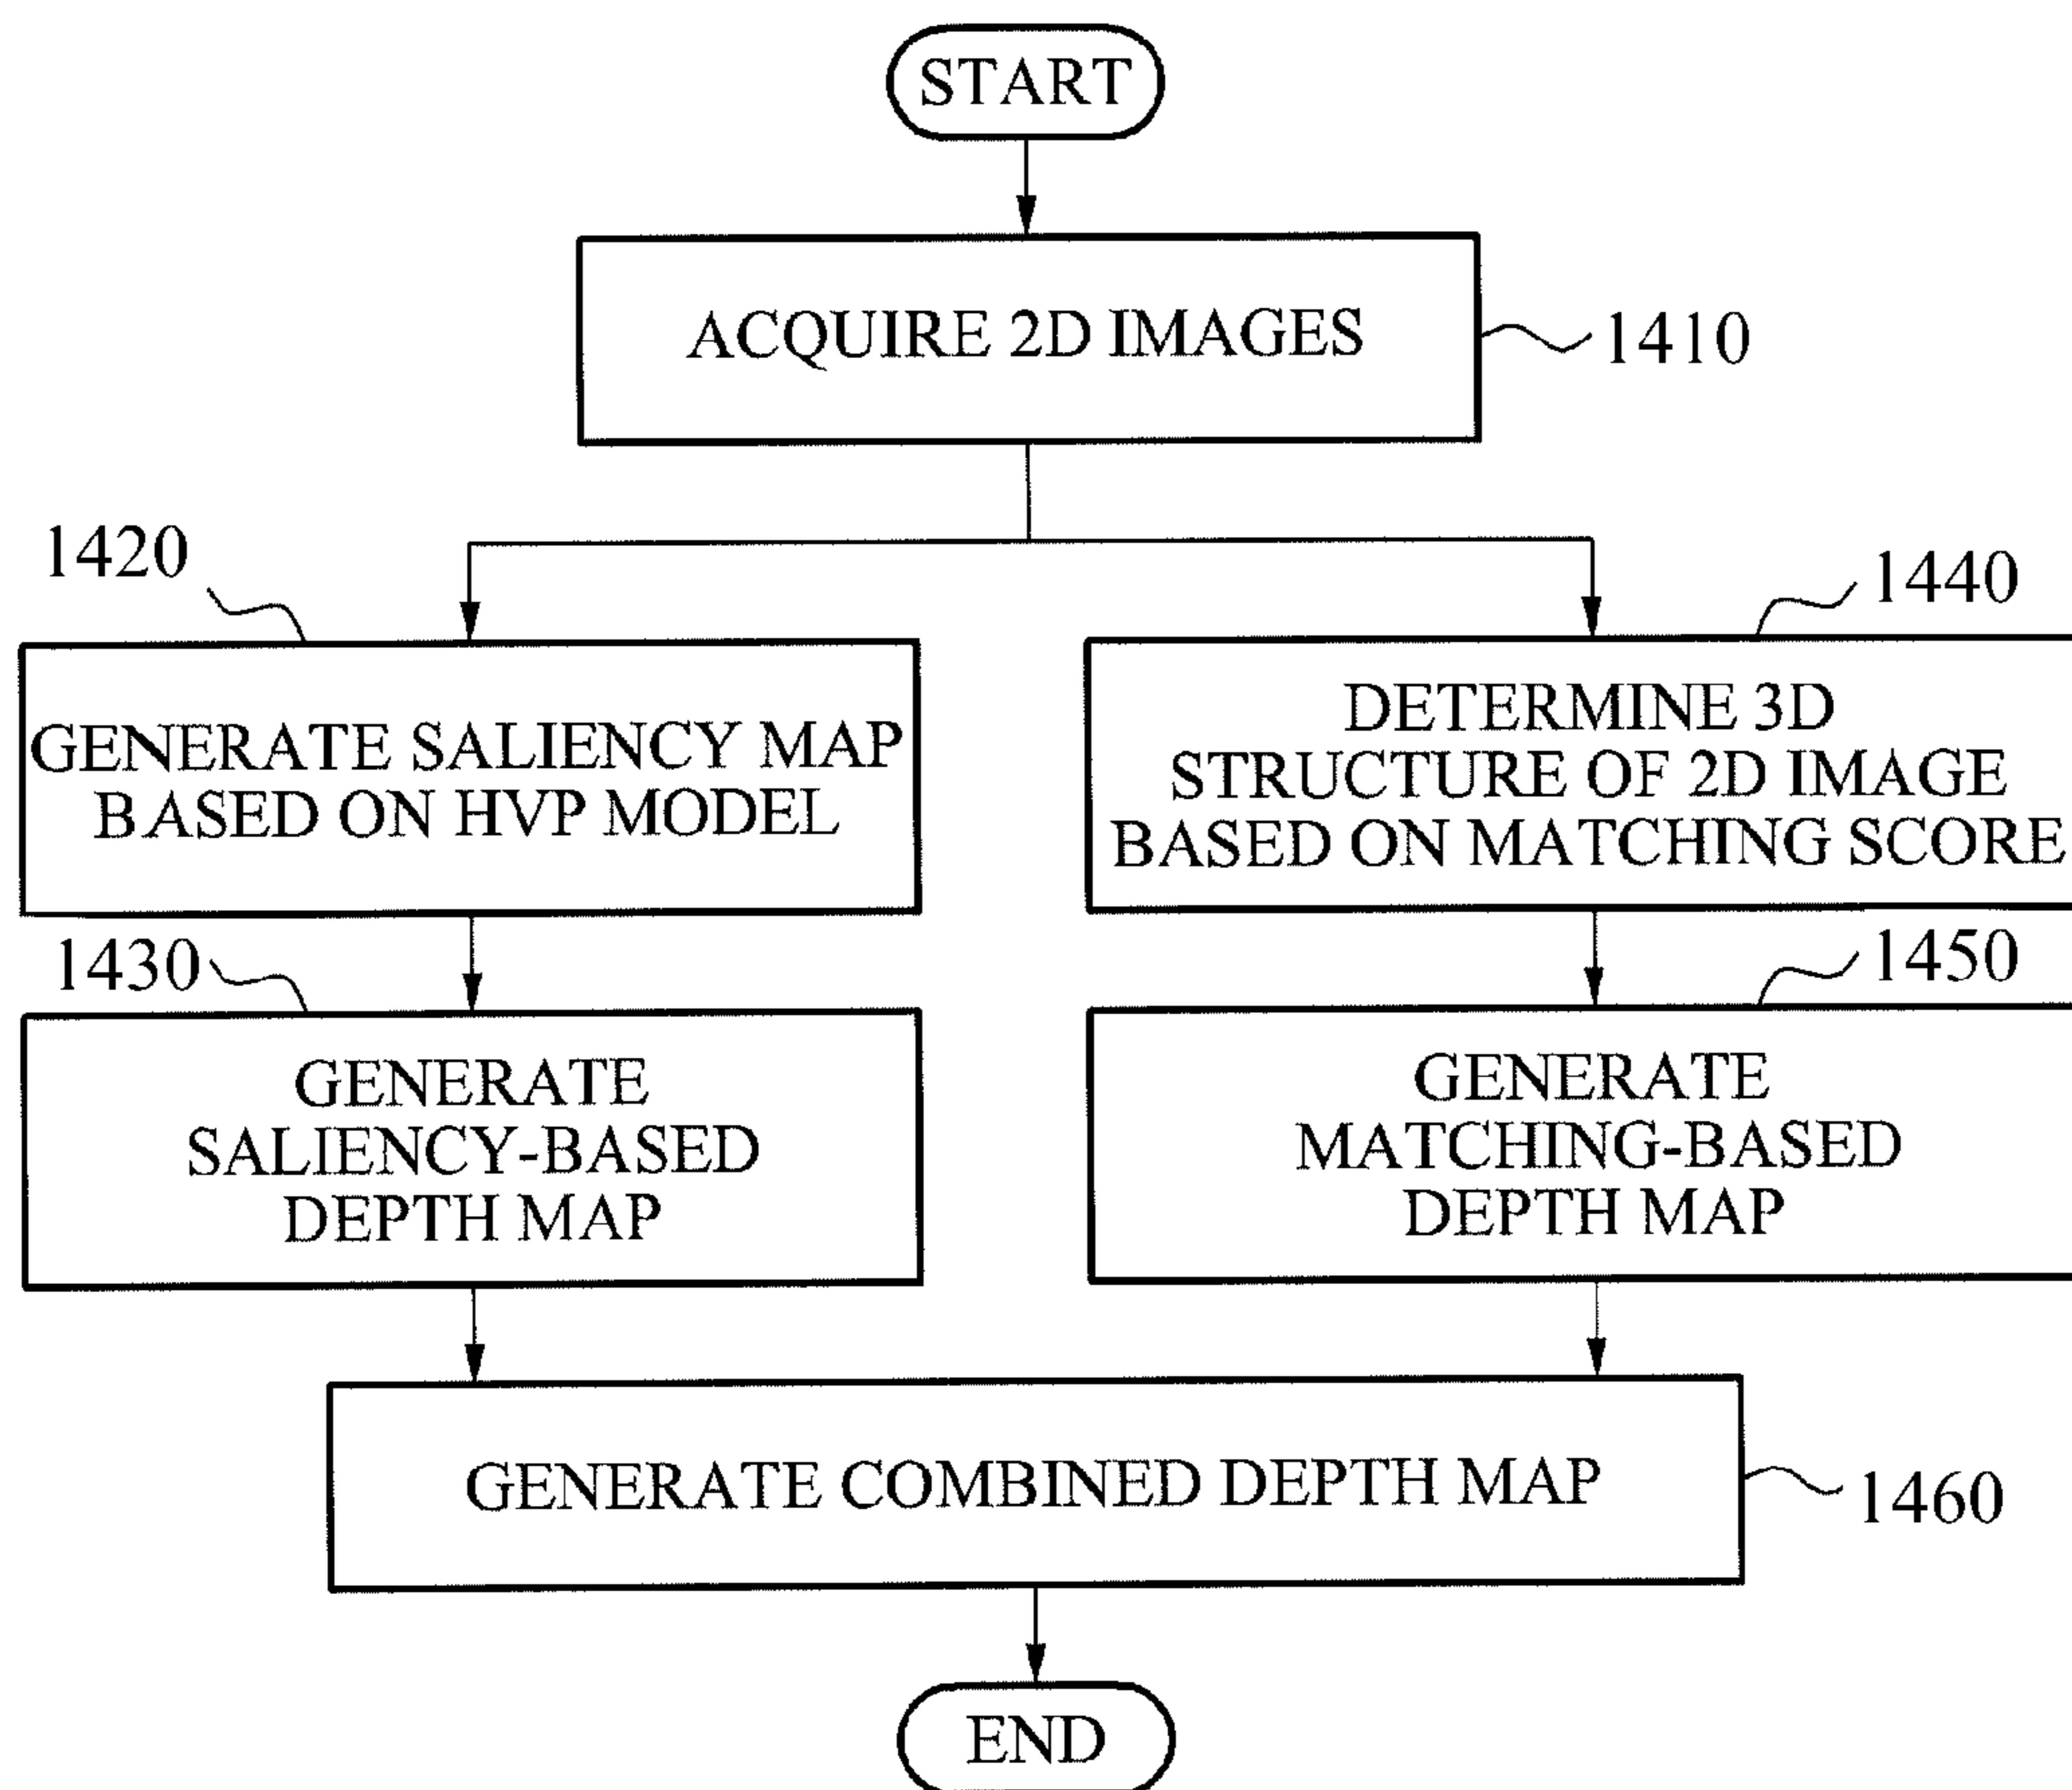 START
ACQUIRE 2D IMAGES
1410
1420
GENERATE SALIENCY MAP
BASED ON HVP MODEL
1440
DETERMINE 3D
STRUCTURE OF 2D IMAGE
BASED ON MATCHING SCORE
1430
GENERATE
SALIENCY-BASED
DEPTH MAP
1450
GENERATE
MATCHING-BASED
DEPTH MAP
GENERATE COMBINED DEPTH MAP
1460
END